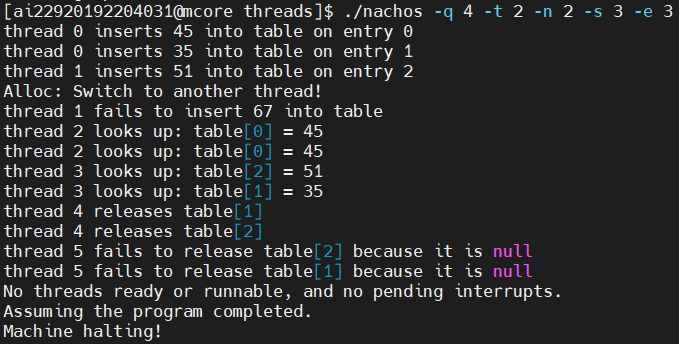 [ai22920192204031@mcore threads]$ ./nachos -q 4 -t 2 -n 2 -s 3 -e 3
thread 0 inserts 45 into table on entry 0
thread 0 inserts 35 into table on entry 1
thread 1 inserts 51 into table on entry 2
Alloc: Switch to another thread!
thread 1 fails to insert 67 into table
thread 2 looks up: table[0] = 45
thread 2 looks up: table[0] = 45
thread 3 looks up: table[2] = 51
thread 3 looks up: table[1] = 35
thread 4 releases table[1]
thread 4 releases table[2]
thread 5 fails to release table[2] because it is null
thread 5 fails to release table[1] because it is null
No threads ready or runnable, and no pending interrupts.
Assuming the program completed.
Machine halting!